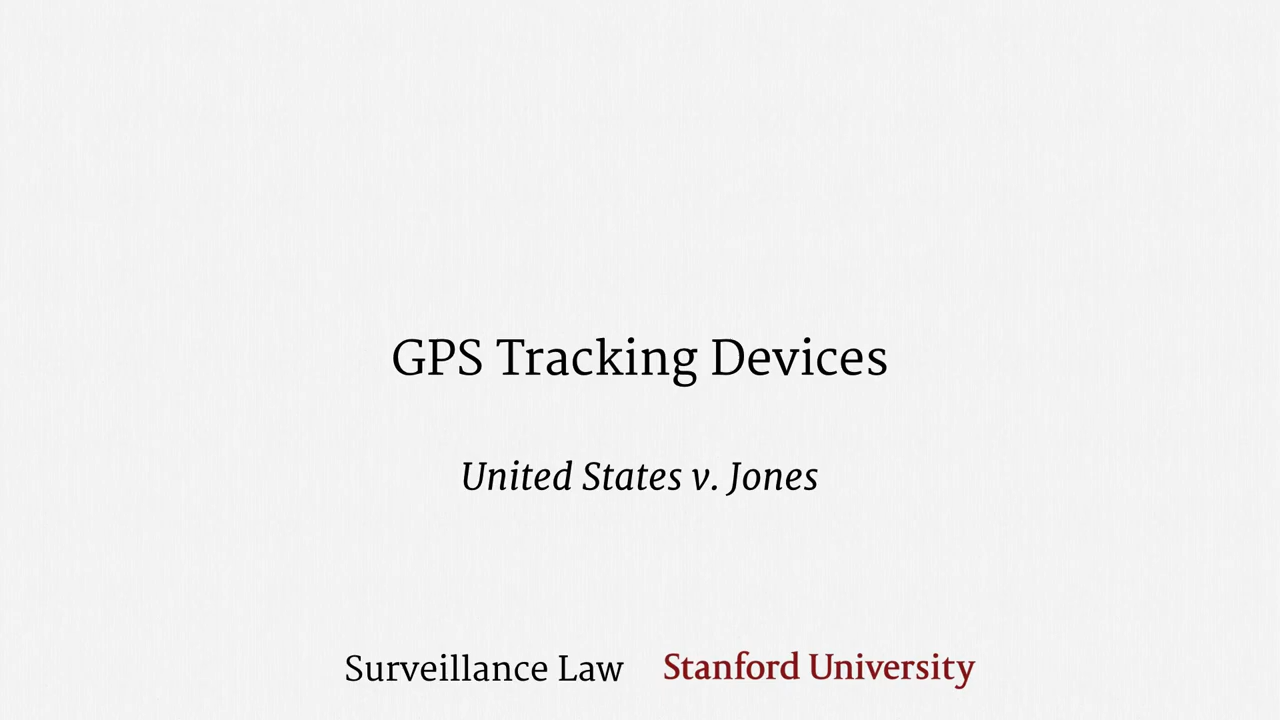 GPS Tracking Devices
United States v. Jones
Surveillance Law Stanford University